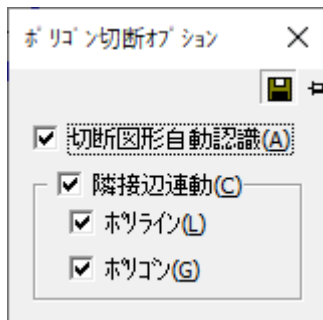 ポリゴン切断オプション
切断図形自動認識(A)
隣接辺連動(C)
ポリライン(L)
ポリゴン(G)